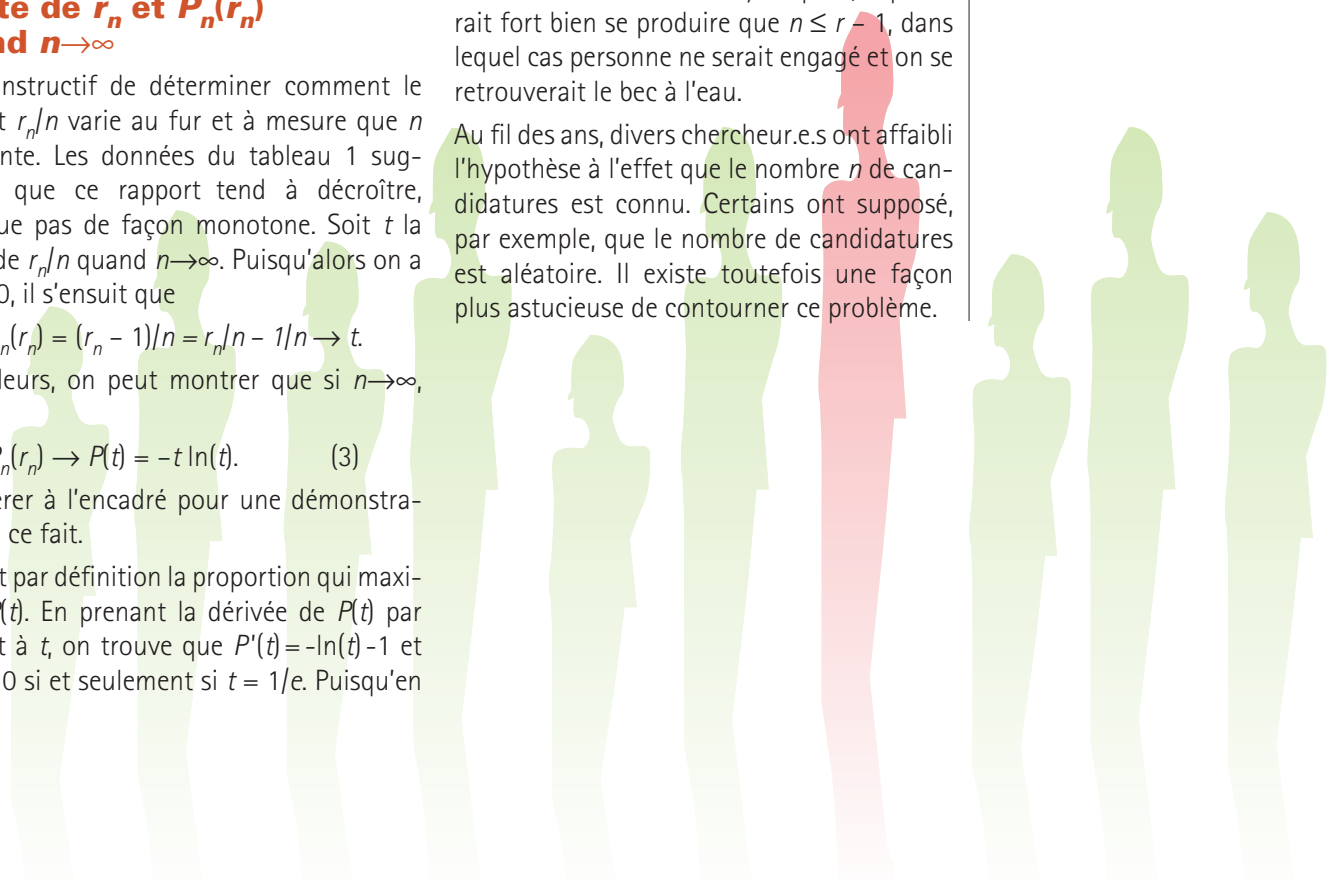 te de rₙ et Pₙ(rₙ)
nd n→∞
nstructif de déterminer comment le
t rₙ/n varie au fur et à mesure que n
nte. Les données du tableau 1 sug-
que ce rapport tend à décroître,
ue pas de façon monotone. Soit t la
de rₙ/n quand n→∞. Puisqu'alors on a
0, il s'ensuit que
ₙ(rₙ) = (rₙ – 1)/n = rₙ/n – 1/n → t.
leurs, on peut montrer que si n→∞,
Pₙ(rₙ) → P(t) = –t ln(t). (3)
érer à l'encadré pour une démonstra-
ce fait.
t par définition la proportion qui maxi-
P(t). En prenant la dérivée de P(t) par
t à t, on trouve que P'(t) = -ln(t) -1 et
0 si et seulement si t = 1/e. Puisqu'en
rait fort bien se produire que n ≤ r – 1, dans
lequel cas personne ne serait engagé et on se
retrouverait le bec à l'eau.
Au fil des ans, divers chercheur.e.s ont affaibli
l'hypothèse à l'effet que le nombre n de can-
didatures est connu. Certains ont supposé,
par exemple, que le nombre de candidatures
est aléatoire. Il existe toutefois une façon
plus astucieuse de contourner ce problème.